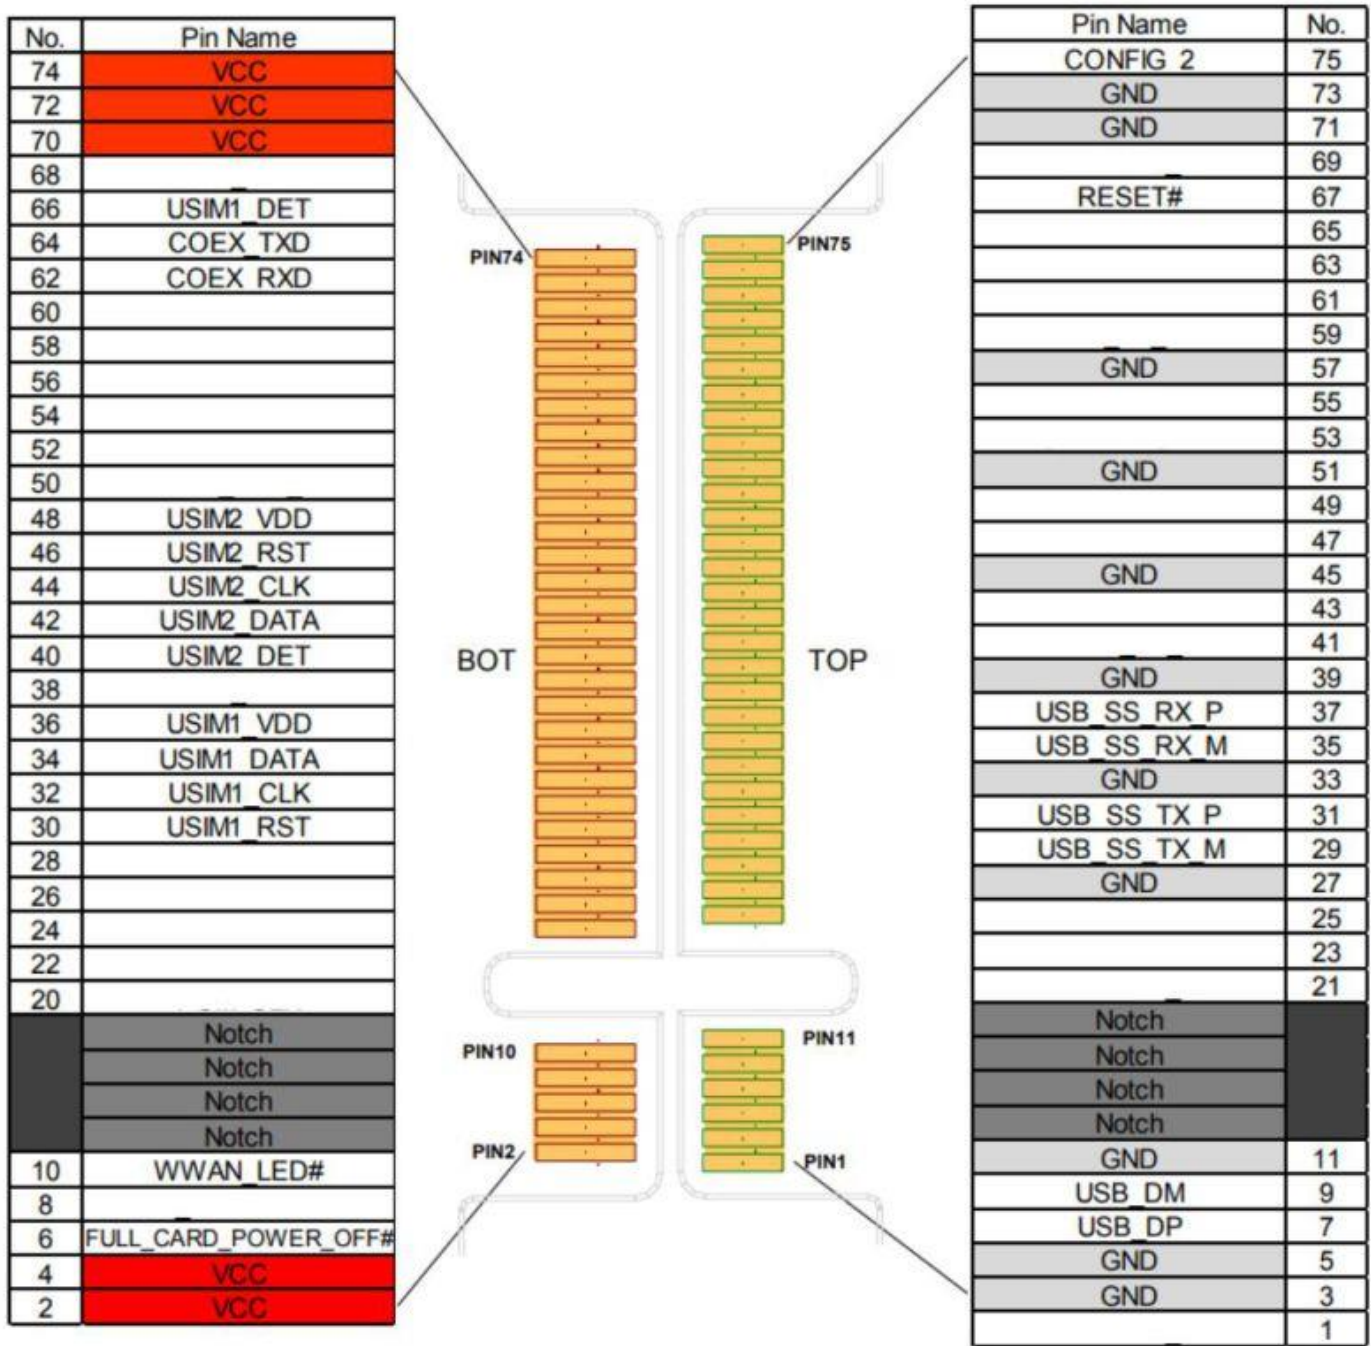 No. Pin Name
74 VCC
72 VCC
70 VCC
68
66 USIM1_DET
64 COEX_TXD
62 COEX_RXD
60
58
56
54
52
50
48 USIM2_VDD
46 USIM2_RST
44 USIM2_CLK
42 USIM2_DATA
40 USIM2_DET
38
36 USIM1_VDD
34 USIM1_DATA
32 USIM1_CLK
30 USIM1_RST
28
26
24
22
20
Notch
Notch
Notch
Notch
10 WWAN_LED#
8
6 FULL_CARD_POWER_OFF#
4 VCC
2 VCC
PIN74
PIN75
BOT
TOP
PIN10
PIN11
PIN2
PIN1
Pin Name No.
CONFIG_2 75
GND 73
GND 71
69
RESET# 67
65
63
61
59
GND 57
55
53
GND 51
49
47
GND 45
43
41
GND 39
USB_SS_RX_P 37
USB_SS_RX_M 35
GND 33
USB_SS_TX_P 31
USB_SS_TX_M 29
GND 27
25
23
21
Notch
Notch
Notch
Notch
GND 11
USB_DM 9
USB_DP 7
GND 5
GND 3
1